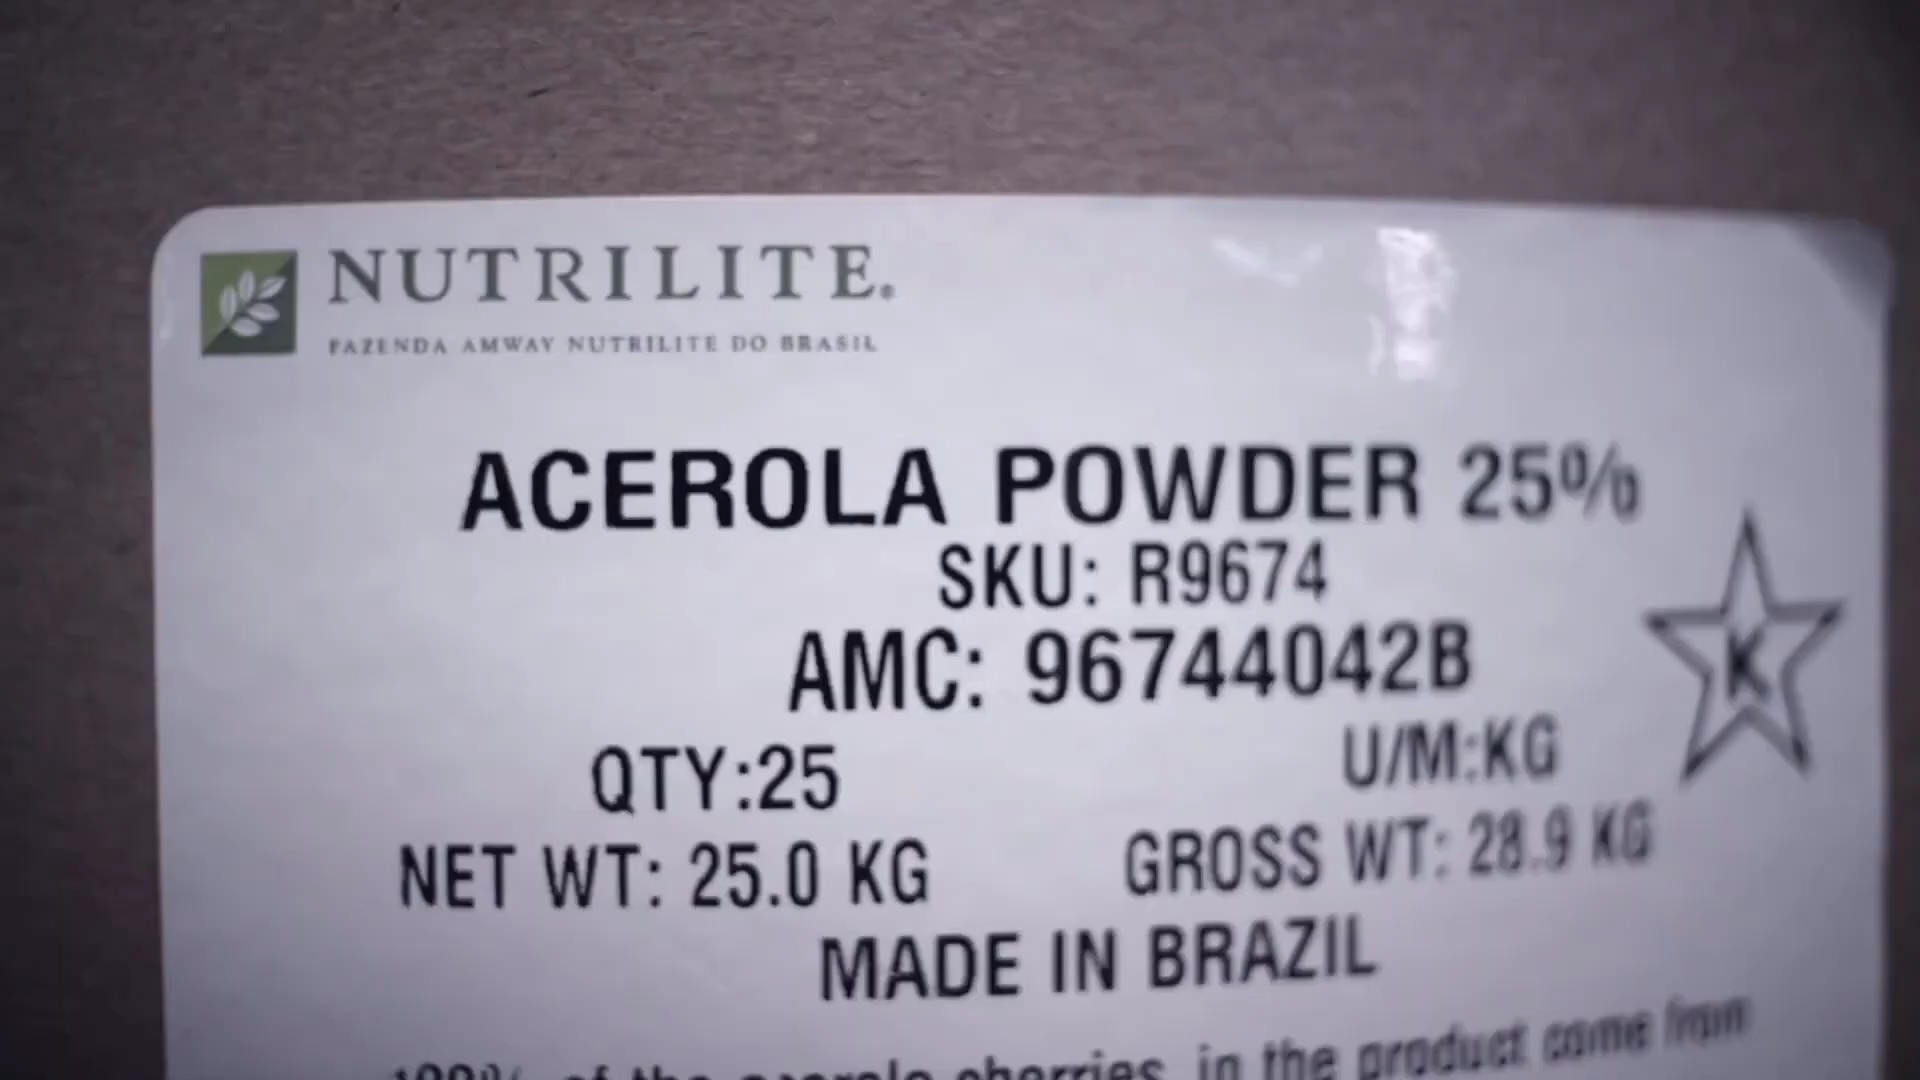 NUTRILITE®
FAZENDA AMWAY NUTRILITE DO BRASIL
ACEROLA POWDER 25%
SKU: R9674
AMC: 96744042B
K
QTY:25 U/M:KG
NET WT: 25.0 KG GROSS WT: 28.9 KG
MADE IN BRAZIL
100% of the acerola cherries in the product come from